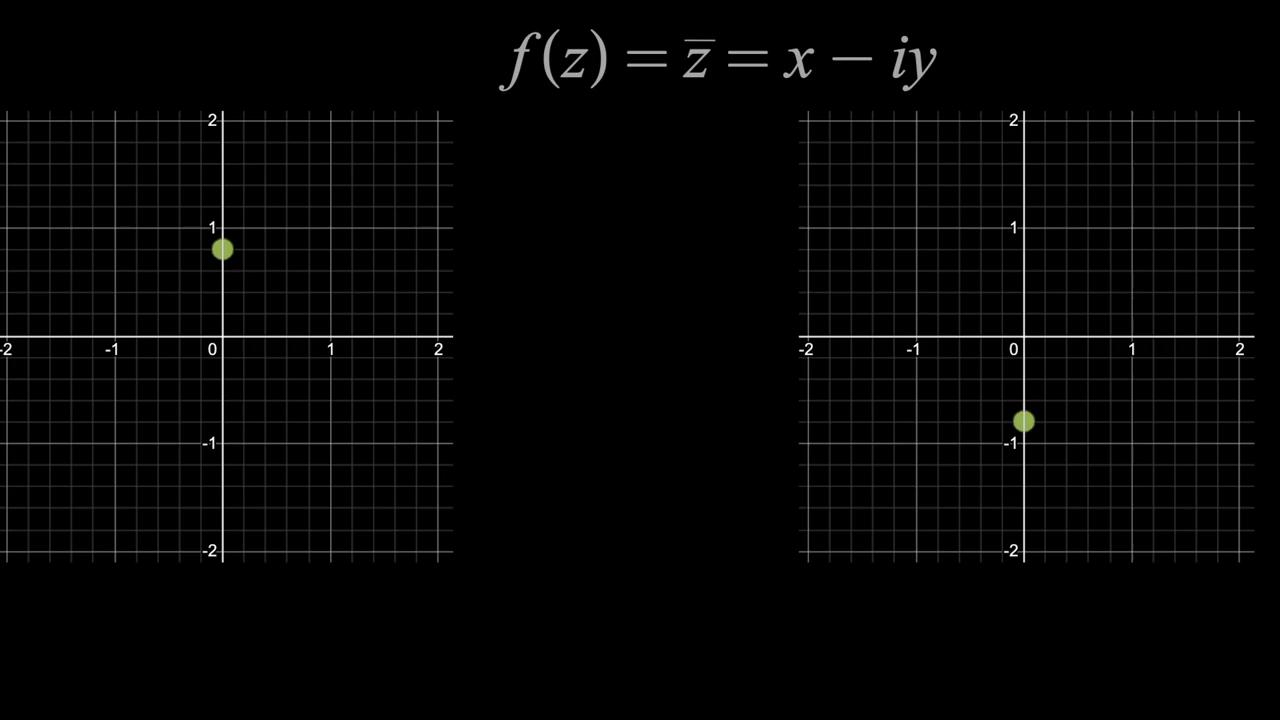 f(z) = z̅ = x − iy
2 2
1 1
-2 -1 0 1 2 -2 -1 0 1 2
-1 -1
-2 -2